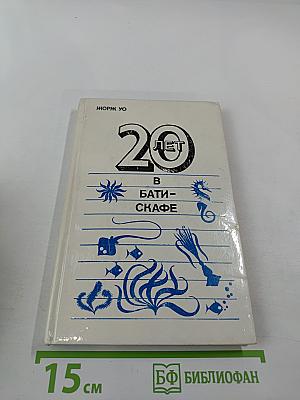 ЖОРЖ УО
20
ЛЕТ
В
БАТИ-
СКАФЕ
15 см
БФ БИБЛИОФАН